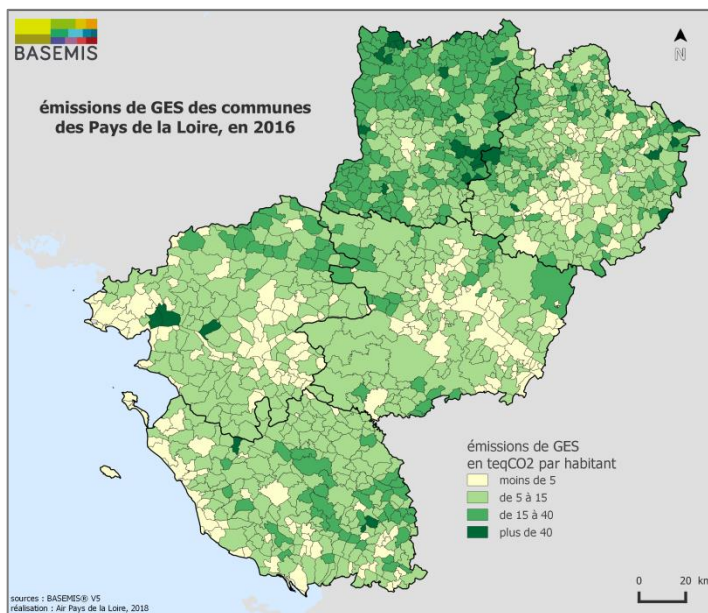 BASEMIS
émissions de GES des communes
des Pays de la Loire, en 2016
N
émissions de GES
en teqCO2 par habitant
moins de 5
de 5 à 15
de 15 à 40
plus de 40
0 20 km
sources : BASEMIS® V5
réalisation : Air Pays de la Loire, 2018